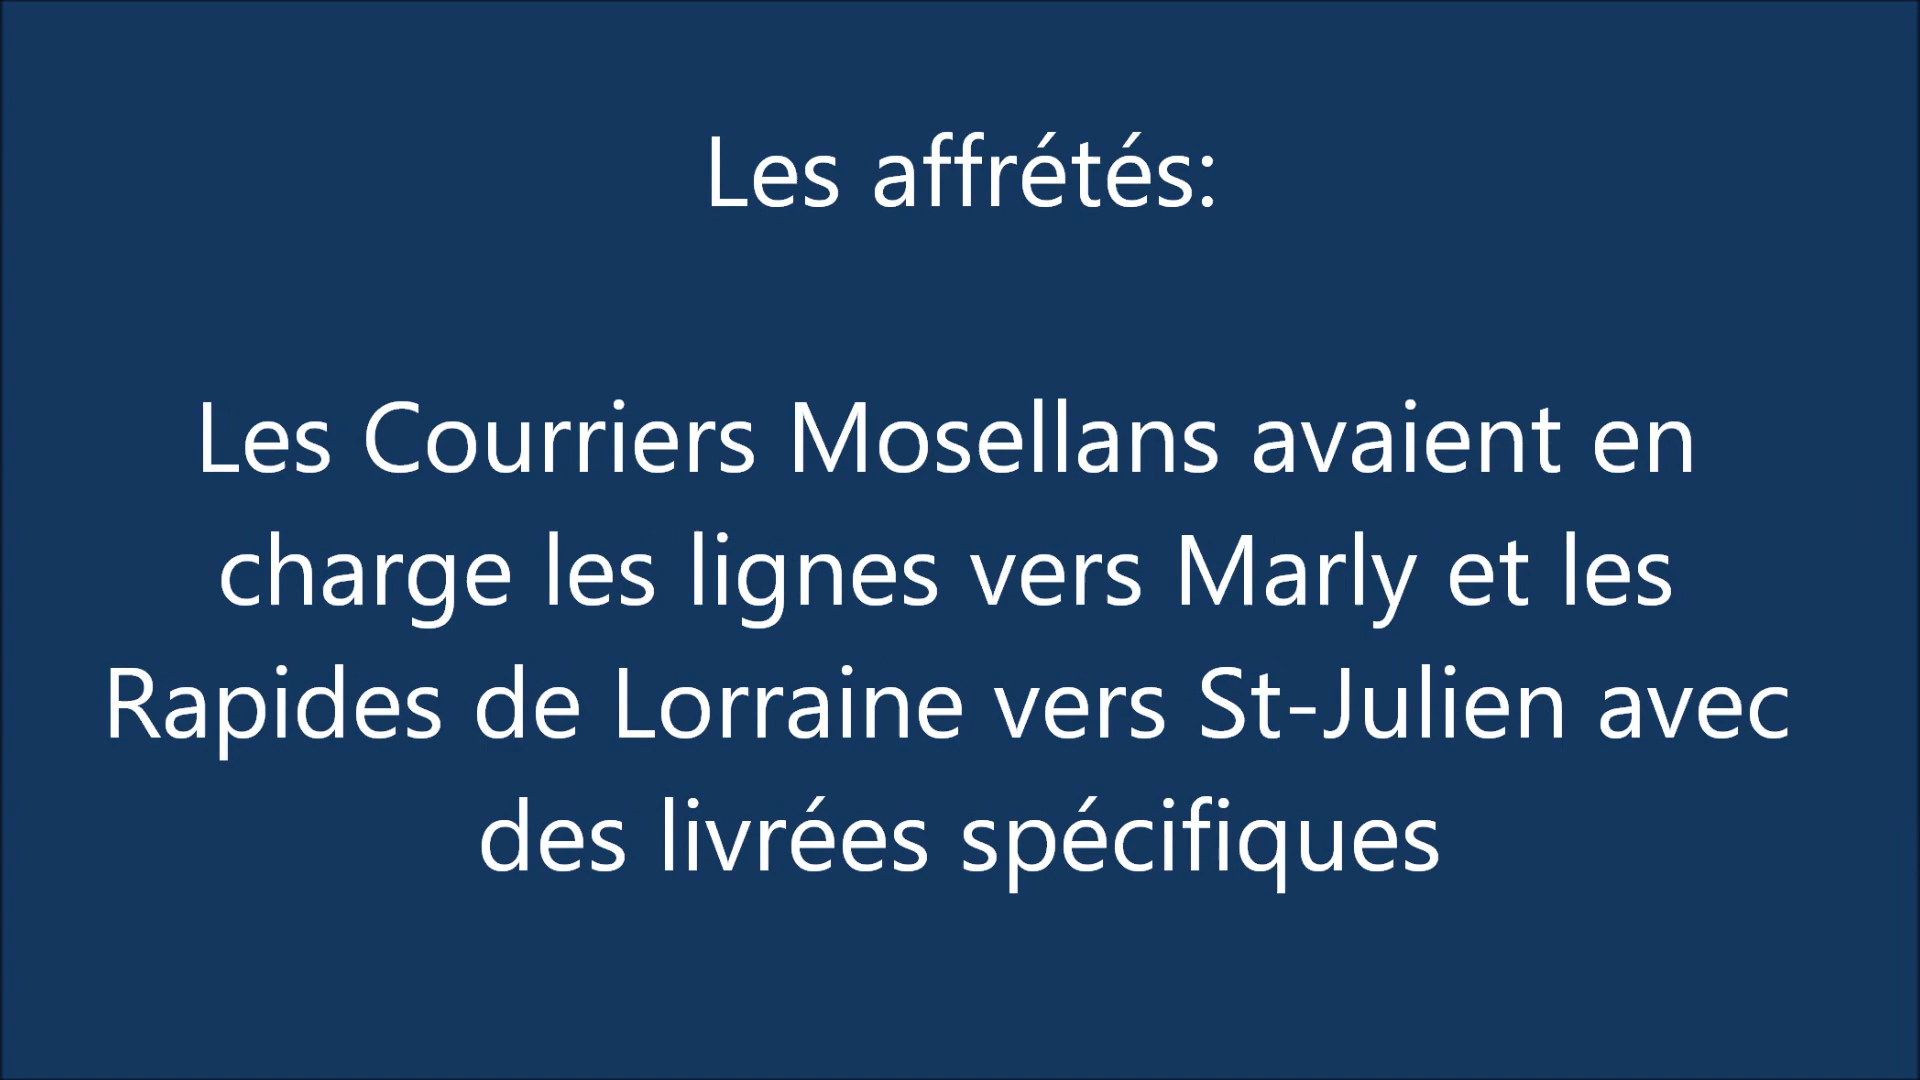 Les affrétés:
Les Courriers Mosellans avaient en
charge les lignes vers Marly et les
Rapides de Lorraine vers St-Julien avec
des livrées spécifiques